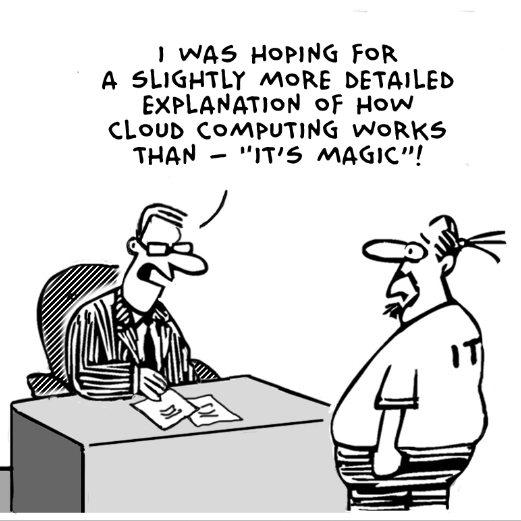 I WAS HOPING FOR
A SLIGHTLY MORE DETAILED
EXPLANATION OF HOW
CLOUD COMPUTING WORKS
THAN – "IT'S MAGIC"!
IT